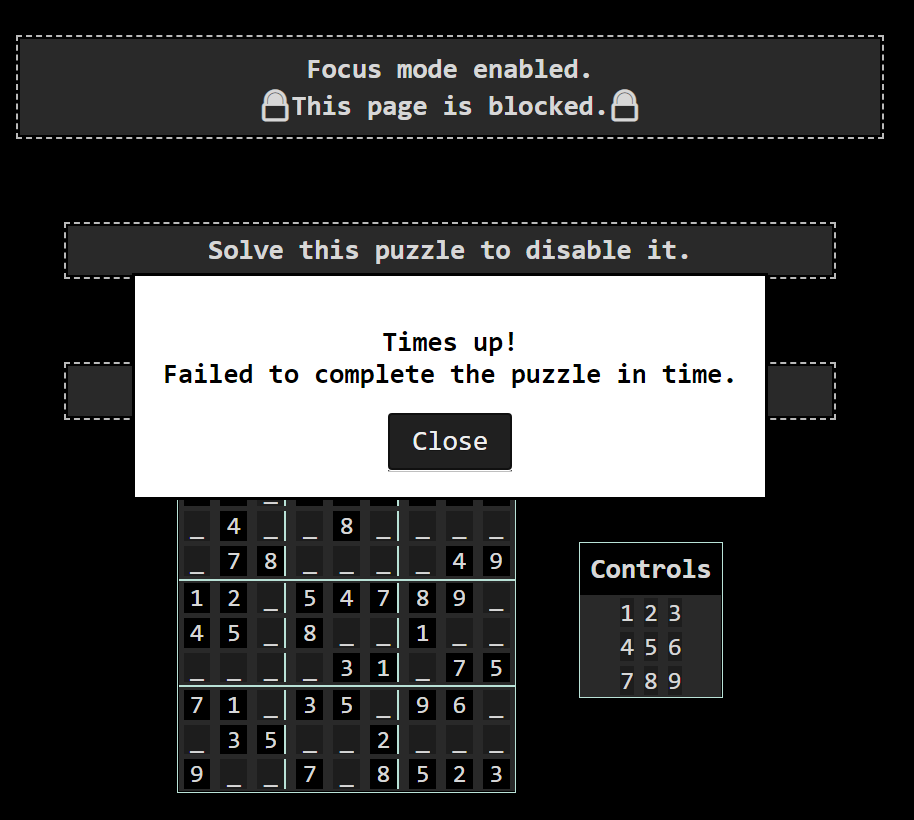 Focus mode enabled.
🔒This page is blocked.🔒
Solve this puzzle to disable it.
Times up!
Failed to complete the puzzle in time.
Close
_ 4 _ _ 8 _ _ _ _
_ 7 8 _ _ _ _ 4 9
1 2 _ 5 4 7 8 9 _
4 5 _ 8 _ _ 1 _ _
_ _ _ _ 3 1 _ 7 5
7 1 _ 3 5 _ 9 6 _
_ 3 5 _ _ 2 _ _ _
9 _ _ 7 _ 8 5 2 3
Controls
1 2 3
4 5 6
7 8 9